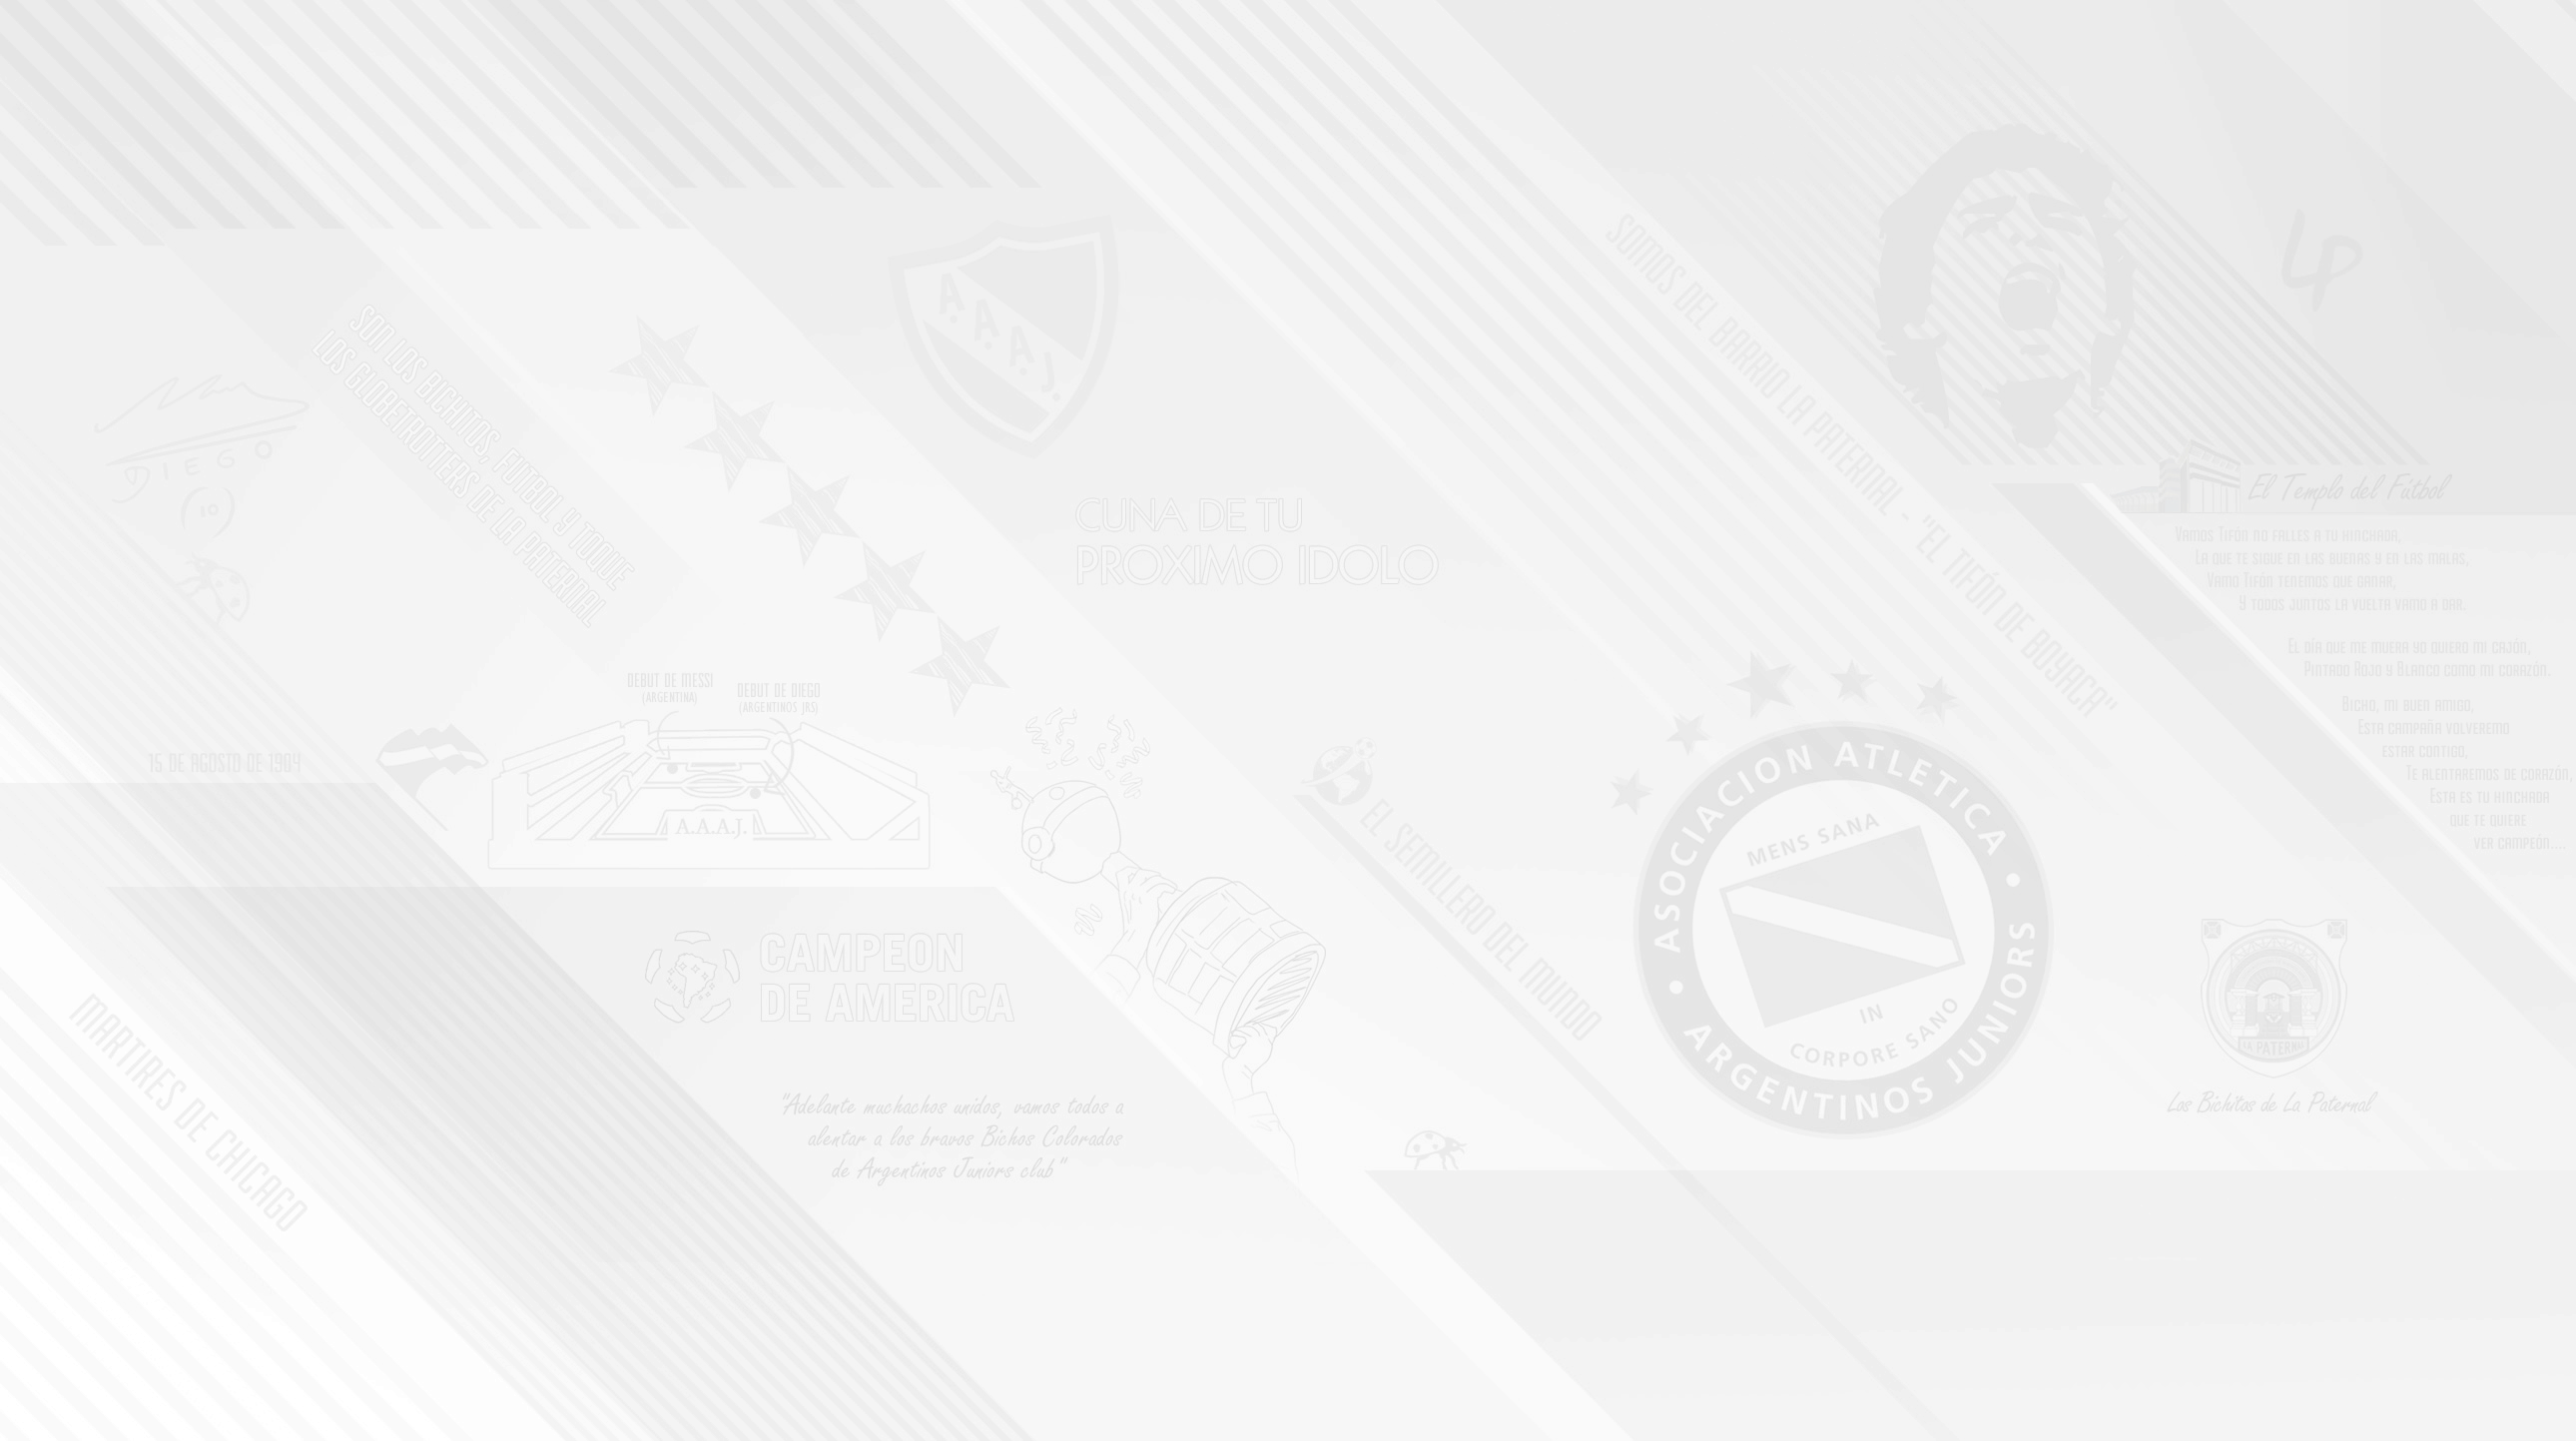 SON LOS BICHITOS, FUTBOL Y TOQUE
LOS GLOBETROTTERS DE LA PATERNAL
DIEGO
10
A.A.A.J.
CUNA DE TU
PROXIMO IDOLO
SOMOS DEL BARRIO LA PATERNAL - "EL TIFÓN DE BOYACA"
El Templo del Fútbol
Vamos Tifón no falles a tu hinchada,
La que te sigue en las buenas y en las malas,
Vamo Tifón tenemos que ganar,
Y todos juntos la vuelta vamo a dar.
El día que me muera yo quiero mi cajón,
Pintado Rojo y Blanco como mi corazón.
Bicho, mi buen amigo,
Esta campaña volveremo
estar contigo,
Te alentaremos de corazón,
Esta es tu hinchada
que te quiere
ver campeón....
15 DE AGOSTO DE 1904
DEBUT DE MESSI
(ARGENTINA)
DEBUT DE DIEGO
(ARGENTINOS JRS)
A.A.A.J.
EL SEMILLERO DEL MUNDO
ASOCIACION ATLETICA
ARGENTINOS JUNIORS
MENS SANA
IN
CORPORE SANO
CAMPEON
DE AMERICA
"Adelante muchachos unidos, vamos todos a
alentar a los bravos Bichos Colorados
de Argentinos Juniors club"
MARTIRES DE CHICAGO
LA PATERNAL
Los Bichitos de La Paternal